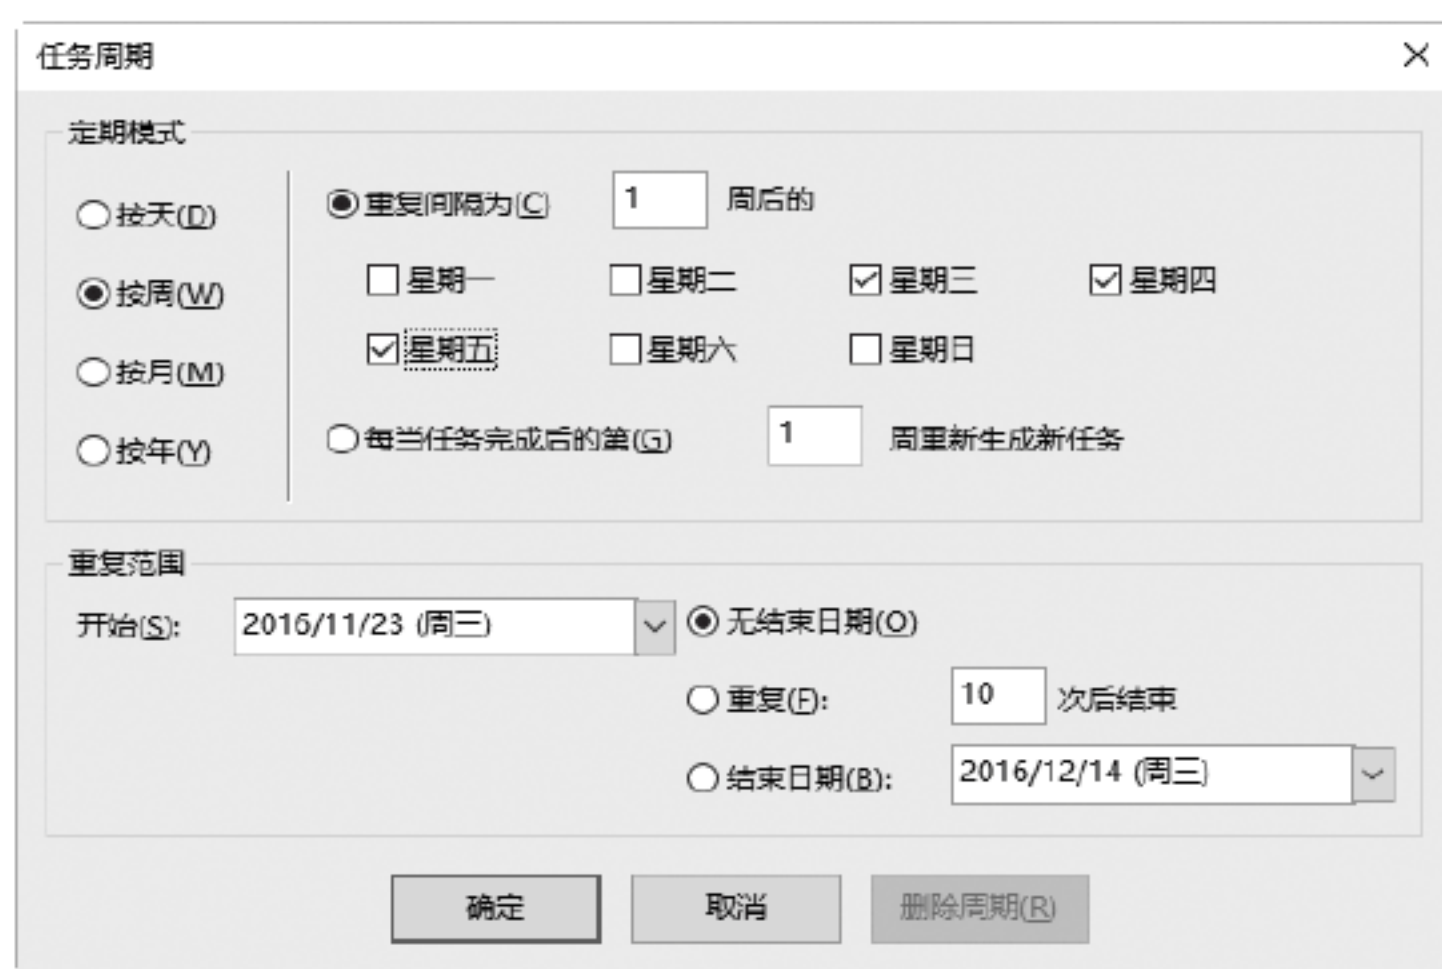 任务周期
定期模式
按天(D)
重复间隔为(C) 1 周后的
星期一 星期二 星期三 星期四
按周(W)
星期五 星期六 星期日
按月(M)
每当任务完成后的第(G) 1 周重新生成新任务
按年(Y)
重复范围
开始(S): 2016/11/23 (周三) 无结束日期(O)
重复(F): 10 次后结束
结束日期(B): 2016/12/14 (周三)
确定 取消 删除周期(R)